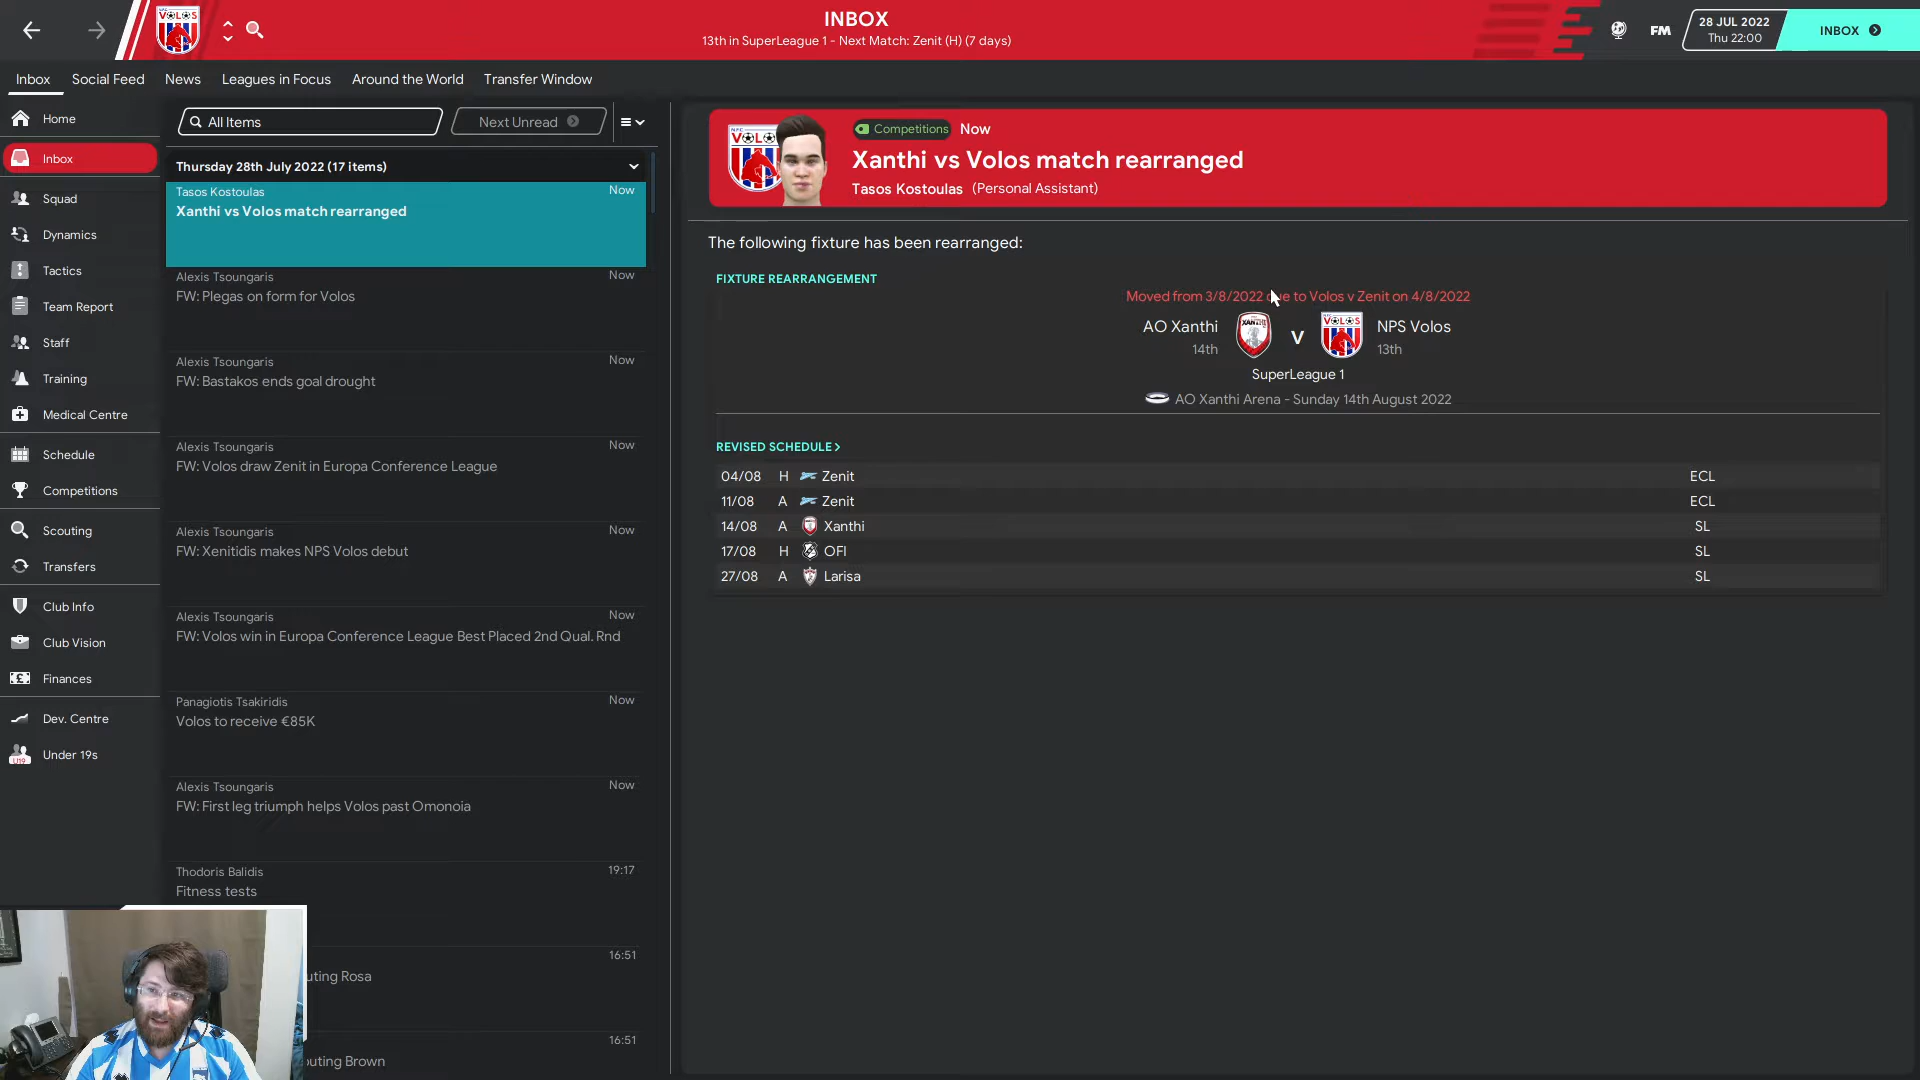 INBOX
13th in SuperLeague 1 - Next Match: Zenit (H) (7 days)
FM
28 JUL 2022
Thu 22:00
INBOX
Inbox
Social Feed
News
Leagues in Focus
Around the World
Transfer Window
Home
Inbox
Squad
Dynamics
Tactics
Team Report
Staff
Training
Medical Centre
Schedule
Competitions
Scouting
Transfers
Club Info
Club Vision
Finances
Dev. Centre
Under 19s
All Items
Next Unread
Thursday 28th July 2022 (17 items)
Tasos Kostoulas Now
Xanthi vs Volos match rearranged
Alexis Tsoungaris Now
FW: Plegas on form for Volos
Alexis Tsoungaris Now
FW: Bastakos ends goal drought
Alexis Tsoungaris Now
FW: Volos draw Zenit in Europa Conference League
Alexis Tsoungaris Now
FW: Xenitidis makes NPS Volos debut
Alexis Tsoungaris Now
FW: Volos win in Europa Conference League Best Placed 2nd Qual. Rnd
Panagiotis Tsakiridis Now
Volos to receive €85K
Alexis Tsoungaris Now
FW: First leg triumph helps Volos past Omonoia
Thodoris Balidis 19:17
Fitness tests
16:51
uting Rosa
16:51
outing Brown
VOLOS
Competitions Now
Xanthi vs Volos match rearranged
Tasos Kostoulas (Personal Assistant)
The following fixture has been rearranged:
FIXTURE REARRANGEMENT
Moved from 3/8/2022 due to Volos v Zenit on 4/8/2022
AO Xanthi V NPS Volos
14th 13th
SuperLeague 1
AO Xanthi Arena - Sunday 14th August 2022
REVISED SCHEDULE >
04/08 H Zenit ECL
11/08 A Zenit ECL
14/08 A Xanthi SL
17/08 H OFI SL
27/08 A Larisa SL